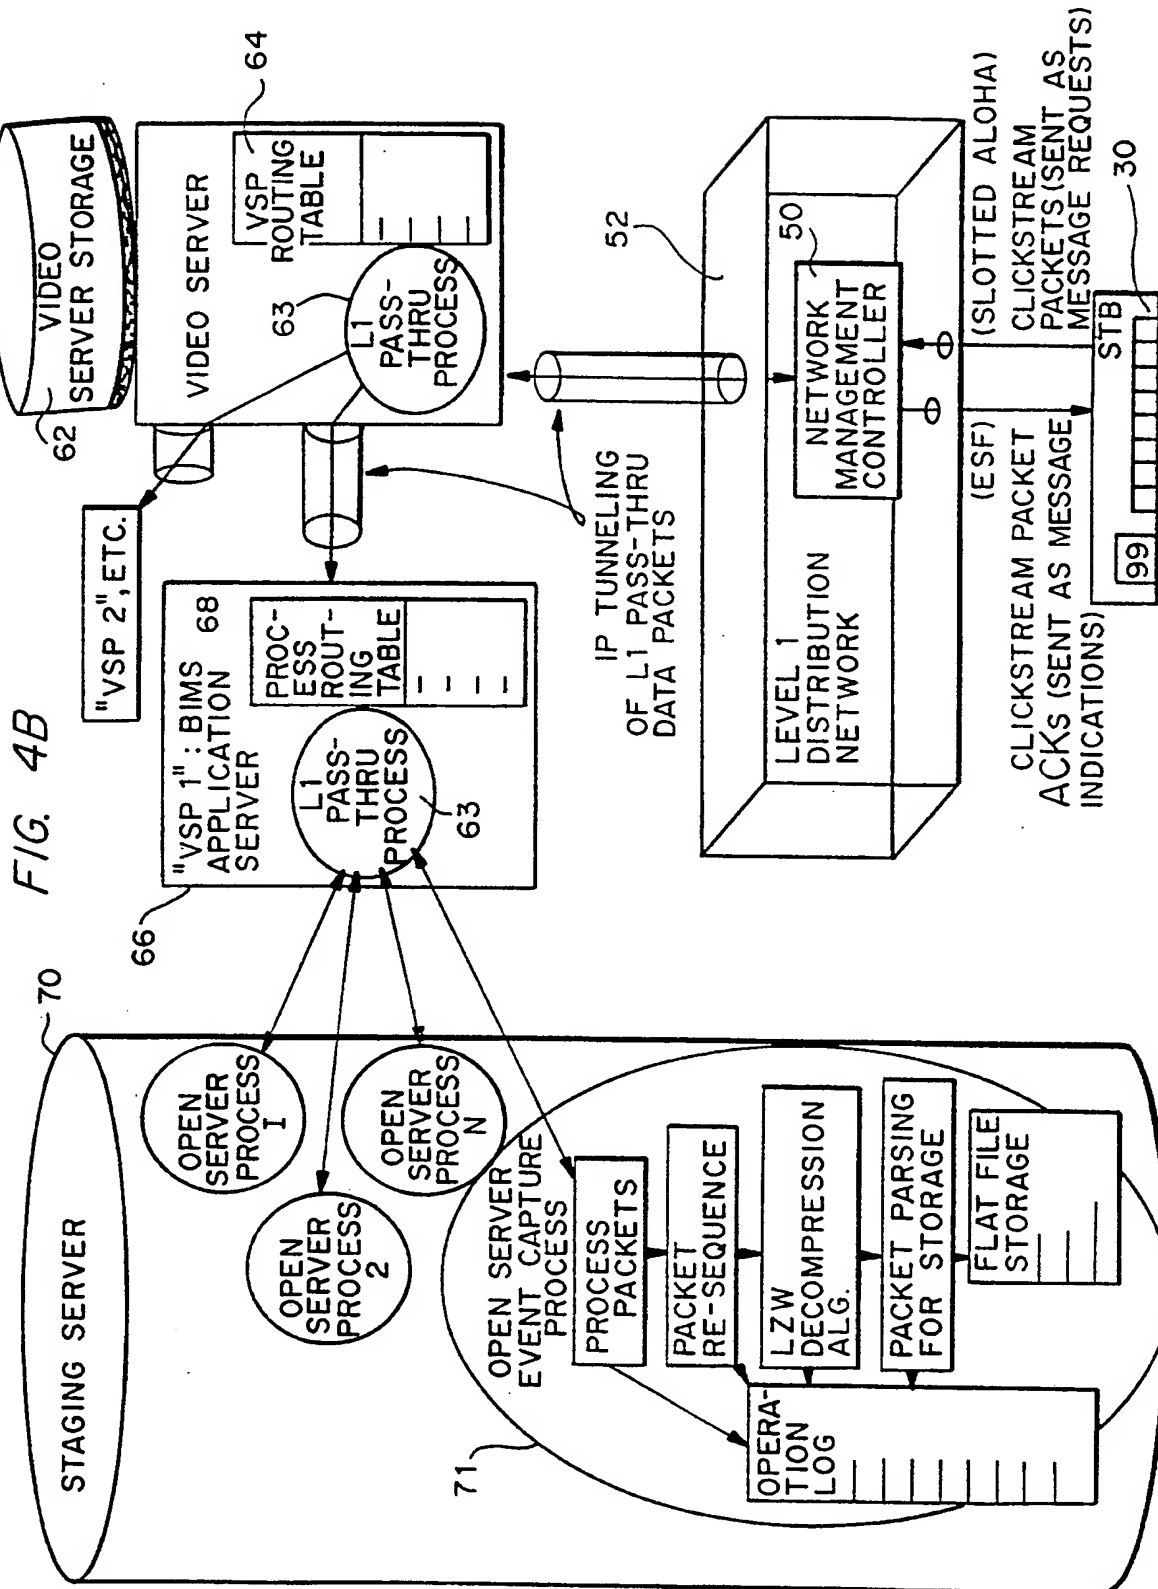 FIG. 4B
STAGING SERVER
70
OPEN
SERVER
PROCESS
I
OPEN
SERVER
PROCESS
2
OPEN
SERVER
PROCESS
N
71
OPEN SERVER
EVENT CAPTURE
PROCESS
PROCESS
PACKETS
PACKET
RE-SEQUENCE
LZW
DECOMPRESSION
ALG.
PACKET PARSING
FOR STORAGE
FLAT FILE
STORAGE
OPERA-
TION
LOG
66
"VSP 1" : BIMS
APPLICATION
SERVER
68
L1
PASS-
THRU
PROCESS
63
PROC-
ESS
ROUT-
ING
TABLE
"VSP 2", ETC.
62
VIDEO
SERVER STORAGE
VIDEO SERVER
63
L1
PASS-
THRU
PROCESS
VSP
ROUTING
TABLE
64
IP TUNNELING
OF L1 PASS-THRU
DATA PACKETS
52
LEVEL 1
DISTRIBUTION
NETWORK
50
NETWORK
MANAGEMENT
CONTROLLER
(ESF)
CLICKSTREAM PACKET
ACKs (SENT AS MESSAGE
INDICATIONS)
(SLOTTED ALOHA)
CLICKSTREAM
PACKETS (SENT AS
MESSAGE REQUESTS)
STB
99
30